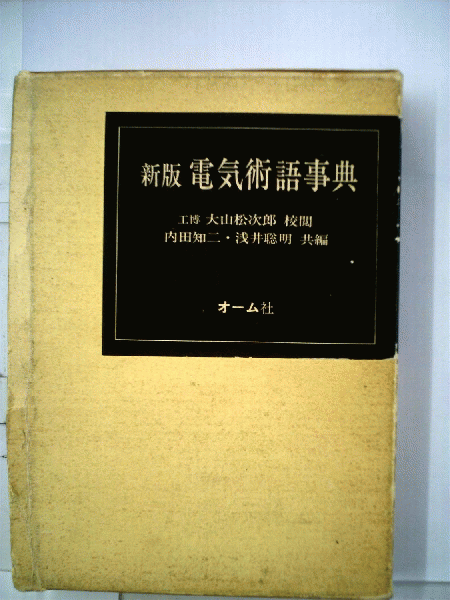 新版 電気術語事典
工博 大山松次郎 校閲
内田知二・浅井聡明 共編
オーム社